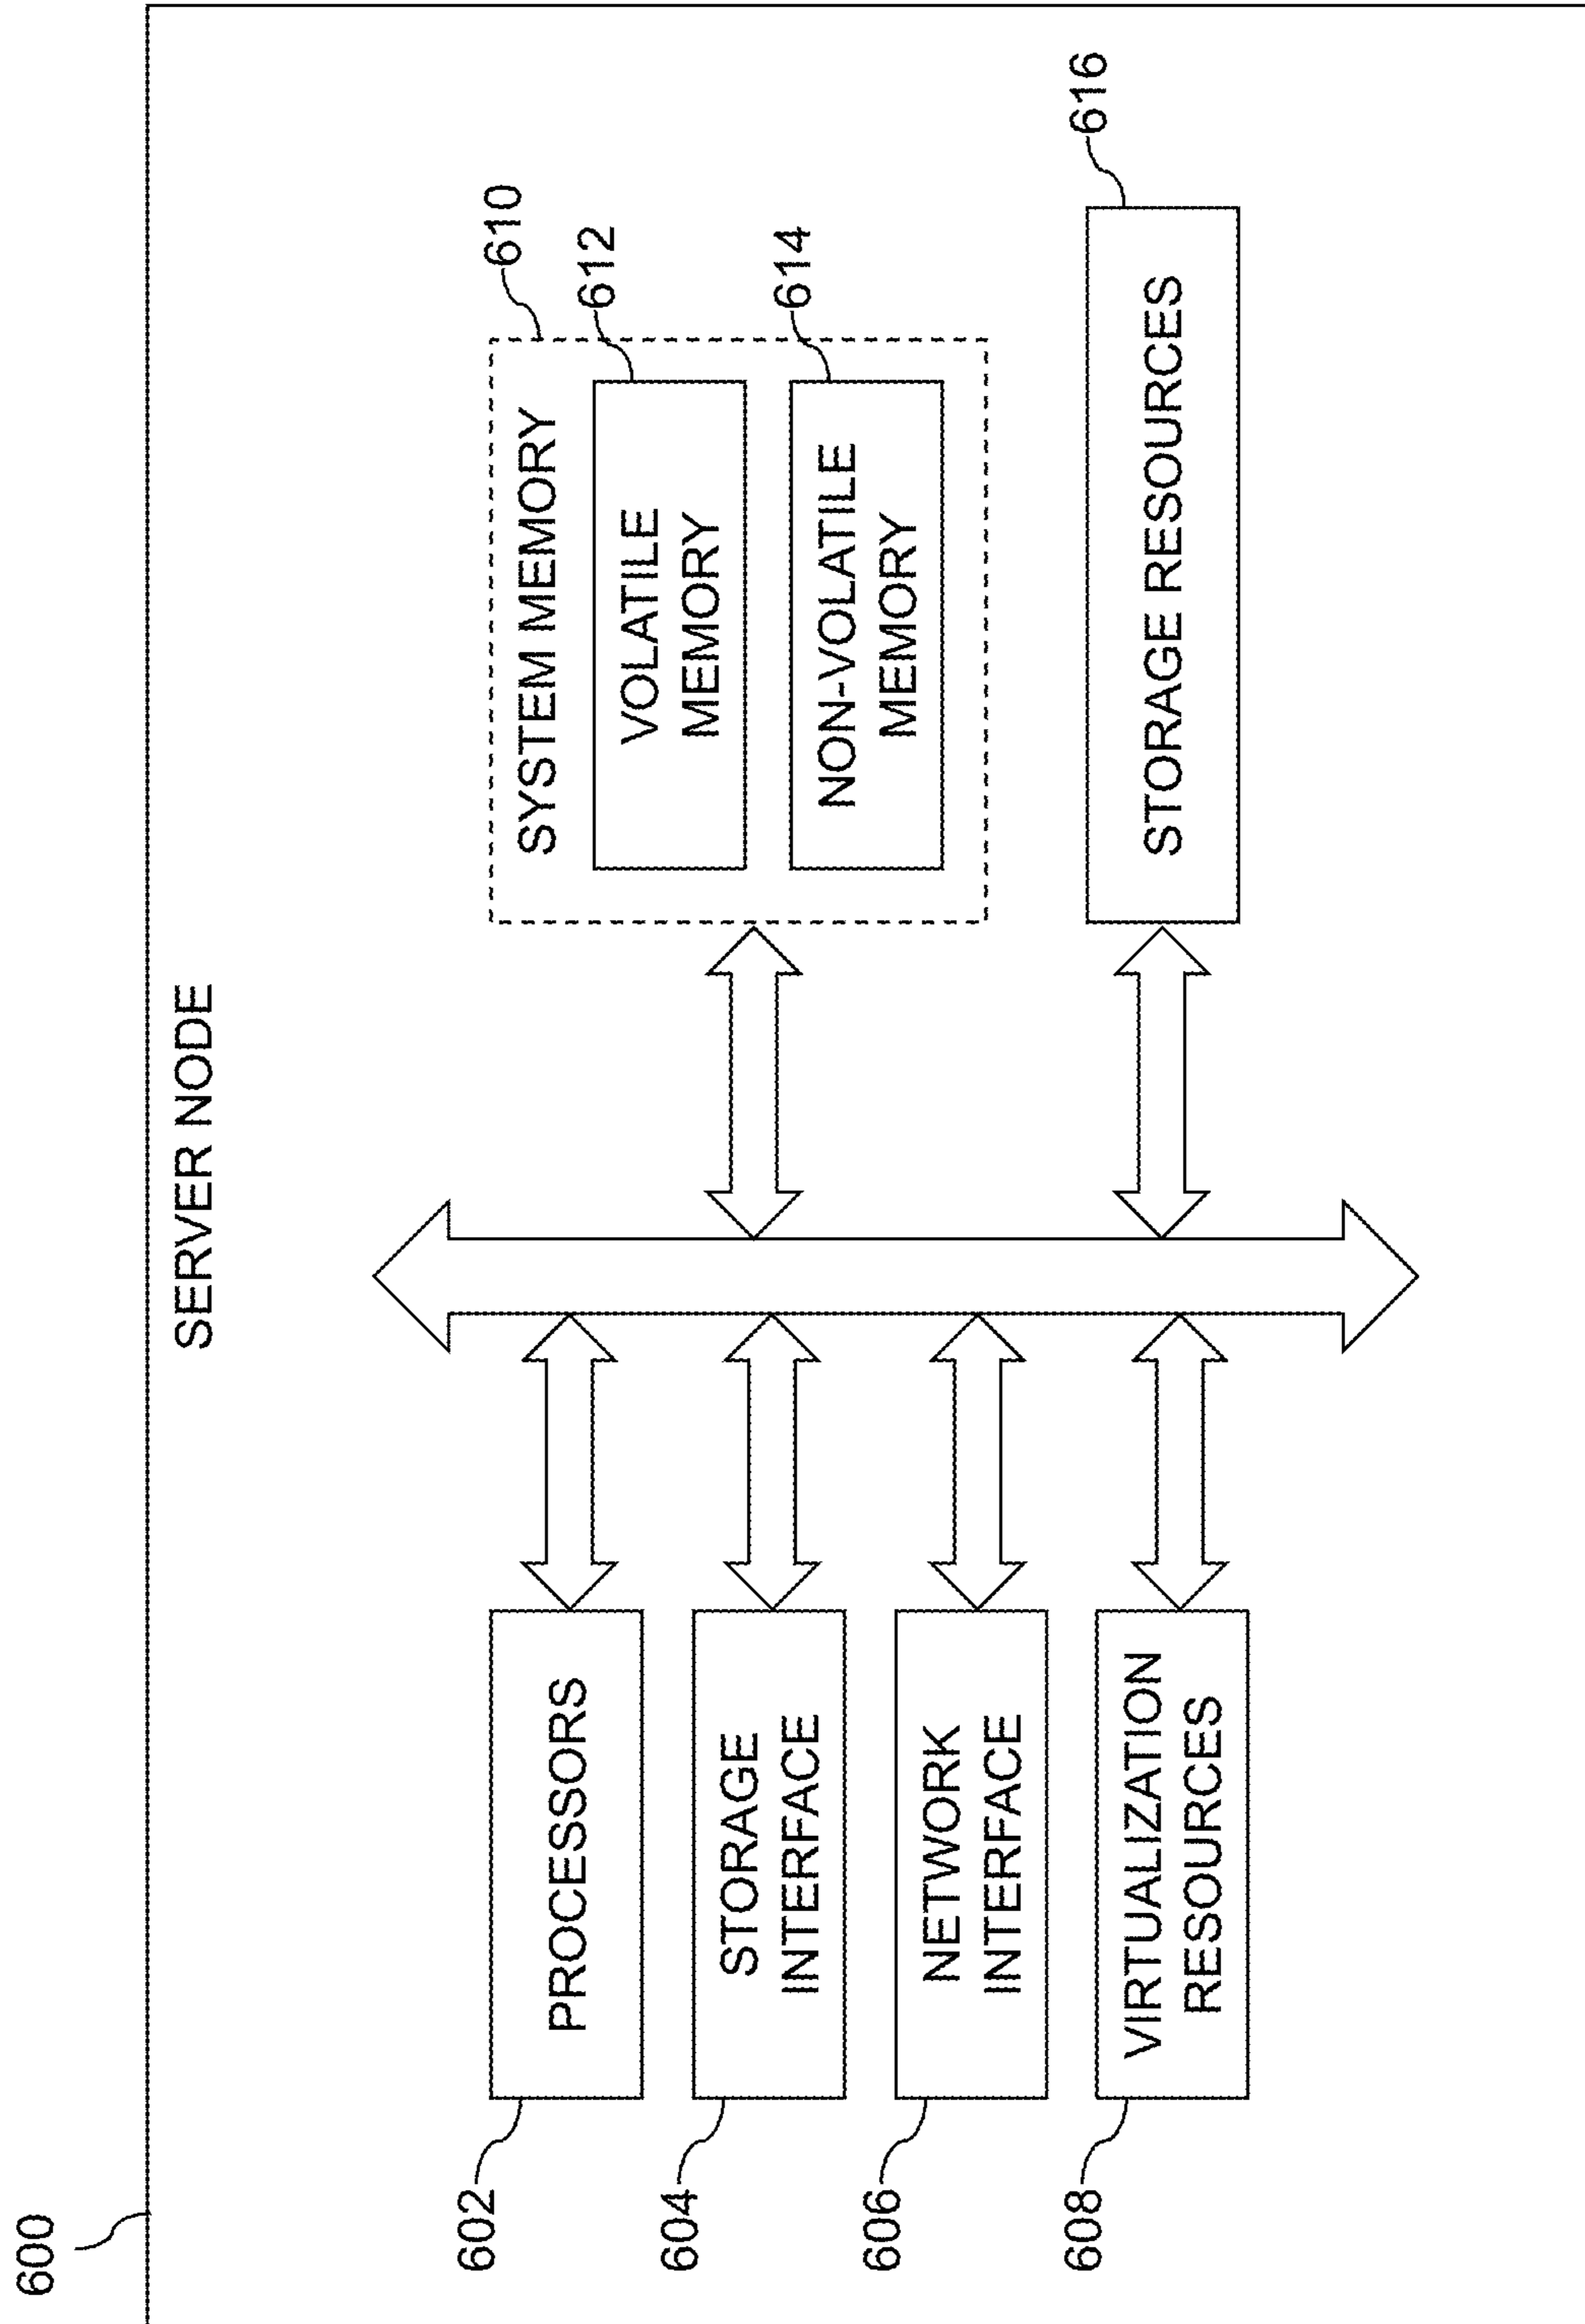 600
SERVER NODE
602
PROCESSORS
604
STORAGE
INTERFACE
606
NETWORK
INTERFACE
608
VIRTUALIZATION
RESOURCES
610
SYSTEM MEMORY
612
VOLATILE
MEMORY
614
NON-VOLATILE
MEMORY
616
STORAGE RESOURCES